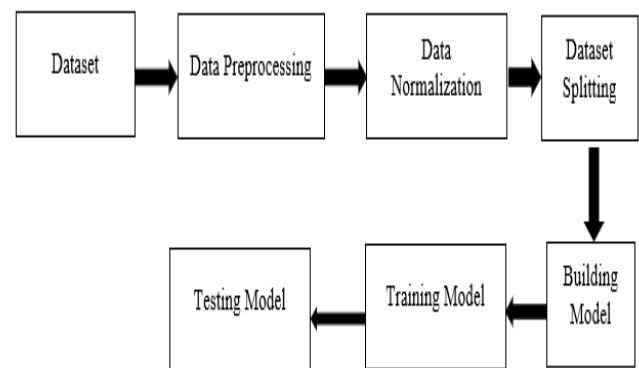 Dataset
Data Preprocessing
Data
Normalization
Dataset
Splitting
Building
Model
Training Model
Testing Model